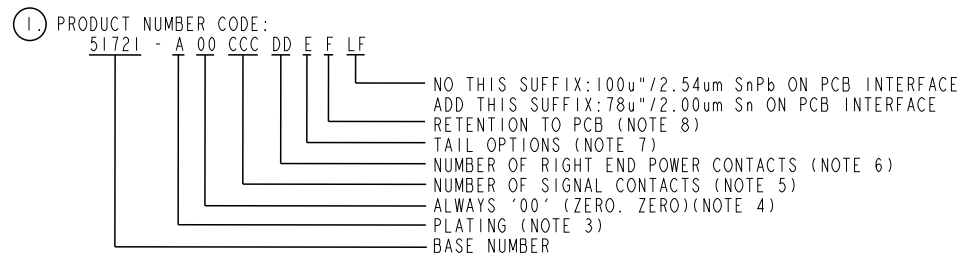 1. PRODUCT NUMBER CODE:
51721 - A 00 CCC DD E F LF
NO THIS SUFFIX:100u"/2.54um SnPb ON PCB INTERFACE
ADD THIS SUFFIX:78u"/2.00um Sn ON PCB INTERFACE
RETENTION TO PCB (NOTE 8)
TAIL OPTIONS (NOTE 7)
NUMBER OF RIGHT END POWER CONTACTS (NOTE 6)
NUMBER OF SIGNAL CONTACTS (NOTE 5)
ALWAYS '00' (ZERO. ZERO)(NOTE 4)
PLATING (NOTE 3)
BASE NUMBER